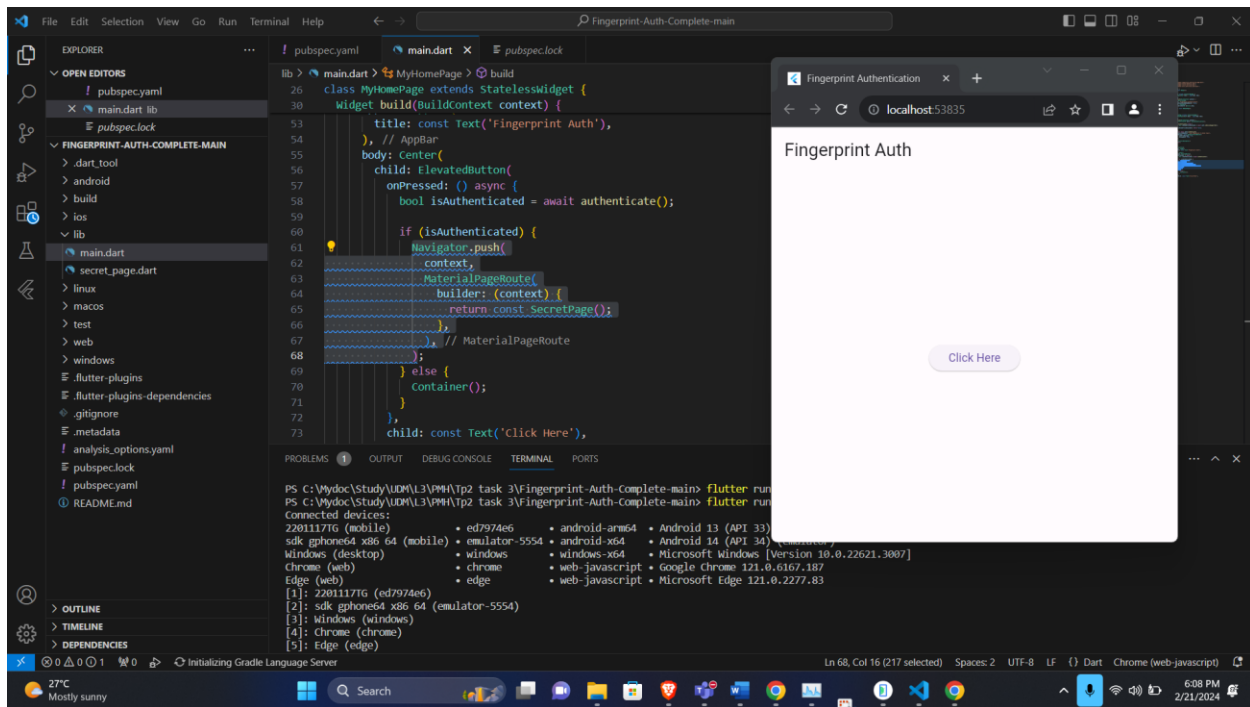 File Edit Selection View Go Run Terminal Help
Fingerprint-Auth-Complete-main
EXPLORER
OPEN EDITORS
! pubspec.yaml
main.dart lib
pubspec.lock
FINGERPRINT-AUTH-COMPLETE-MAIN
.dart_tool
android
build
ios
lib
main.dart
secret_page.dart
linux
macos
test
web
windows
.flutter-plugins
.flutter-plugins-dependencies
.gitignore
.metadata
! analysis_options.yaml
pubspec.lock
! pubspec.yaml
README.md
OUTLINE
TIMELINE
DEPENDENCIES
! pubspec.yaml main.dart pubspec.lock
lib > main.dart > MyHomePage > build
26 class MyHomePage extends StatelessWidget {
30 Widget build(BuildContext context) {
53 title: const Text('Fingerprint Auth'),
54 ), // AppBar
55 body: Center(
56 child: ElevatedButton(
57 onPressed: () async {
58 bool isAuthenticated = await authenticate();
59
60 if (isAuthenticated) {
61 Navigator.push(
62 context,
63 MaterialPageRoute(
64 builder: (context) {
65 return const SecretPage();
66 },
67 ), // MaterialPageRoute
68 );
69 } else {
70 Container();
71 }
72 },
73 child: const Text('Click Here'),
Fingerprint Authentication
localhost:53835
Fingerprint Auth
Click Here
PROBLEMS 1 OUTPUT DEBUG CONSOLE TERMINAL PORTS
PS C:\Mydoc\Study\UDM\L3\PMH\Tp2 task 3\Fingerprint-Auth-Complete-main> flutter run
PS C:\Mydoc\Study\UDM\L3\PMH\Tp2 task 3\Fingerprint-Auth-Complete-main> flutter run
Connected devices:
2201117TG (mobile) • ed7974e6 • android-arm64 • Android 13 (API 33)
sdk gphone64 x86 64 (mobile) • emulator-5554 • android-x64 • Android 14 (API 34) (emulator)
Windows (desktop) • windows • windows-x64 • Microsoft Windows [Version 10.0.22621.3007]
Chrome (web) • chrome • web-javascript • Google Chrome 121.0.6167.187
Edge (web) • edge • web-javascript • Microsoft Edge 121.0.2277.83
[1]: 2201117TG (ed7974e6)
[2]: sdk gphone64 x86 64 (emulator-5554)
[3]: Windows (windows)
[4]: Chrome (chrome)
[5]: Edge (edge)
0 0 1 0 Initializing Gradle Language Server
Ln 68, Col 16 (217 selected) Spaces: 2 UTF-8 LF {} Dart Chrome (web-javascript)
27°C
Mostly sunny
Search
6:08 PM
2/21/2024